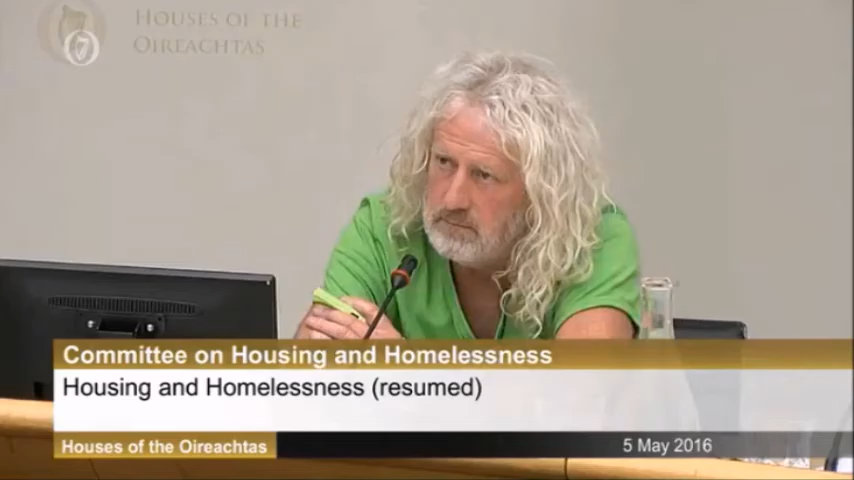 Houses of the
Oireachtas
Committee on Housing and Homelessness
Housing and Homelessness (resumed)
Houses of the Oireachtas
5 May 2016